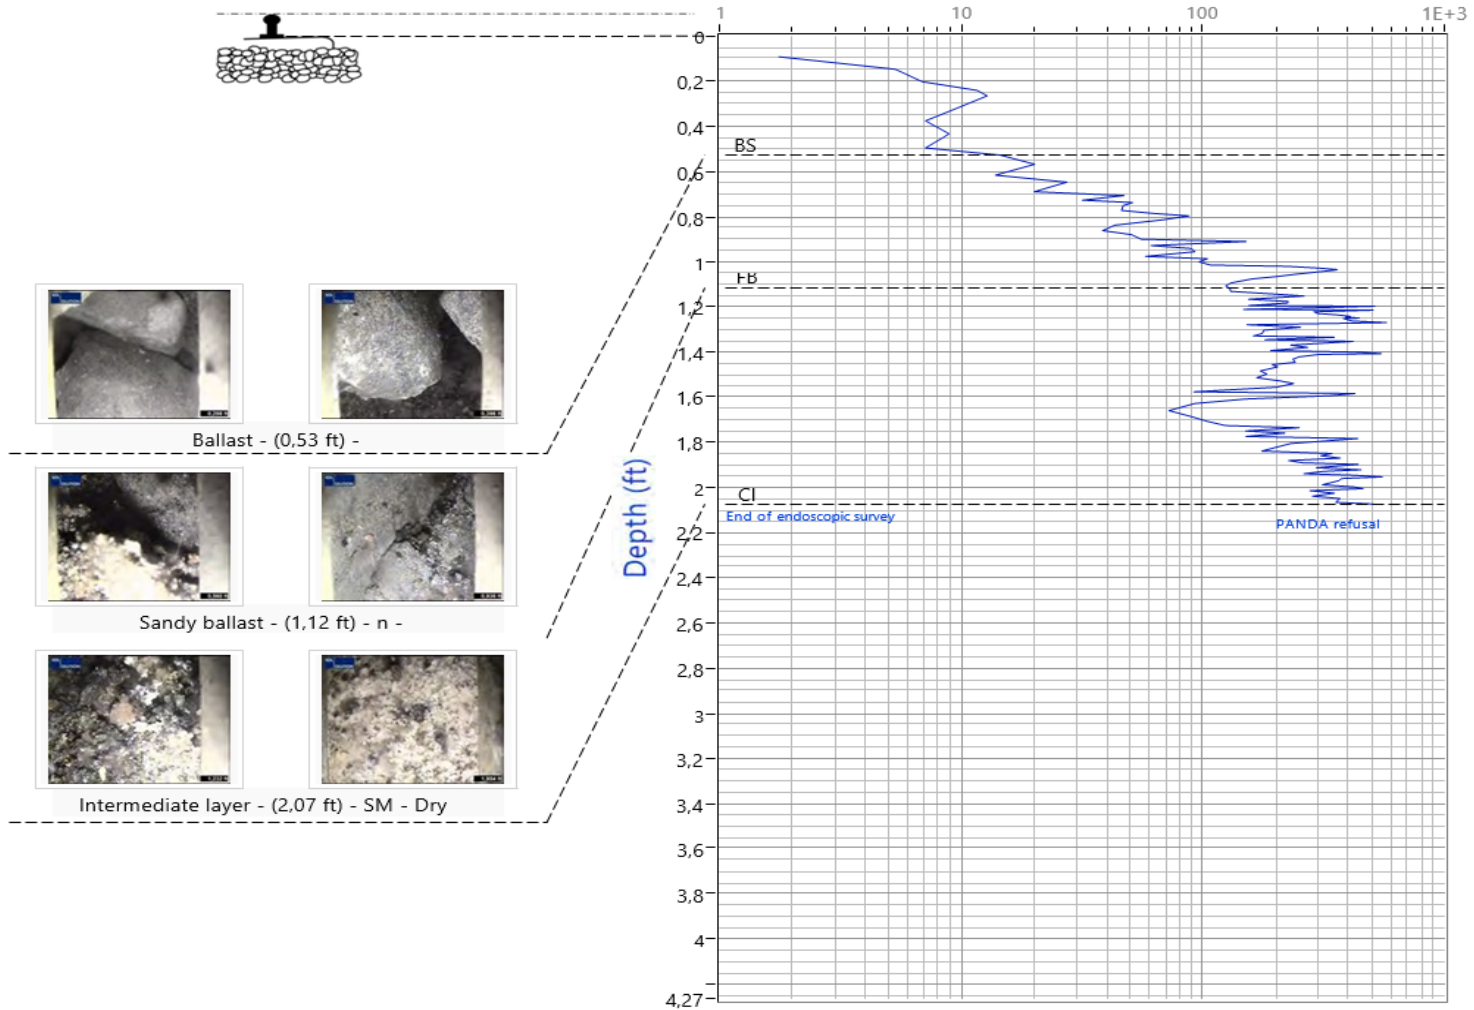 1 10 100 1E+3
0
0,2
0,4
BS
0,6
0,8
1
FB
1,2
1,4
1,6
1,8
Ballast - (0,53 ft) -
2
CI
End of endoscopic survey
PANDA refusal
2,2
Depth (ft)
2,4
2,6
Sandy ballast - (1,12 ft) - n -
2,8
3
3,2
3,4
Intermediate layer - (2,07 ft) - SM - Dry
3,6
3,8
4
4,27